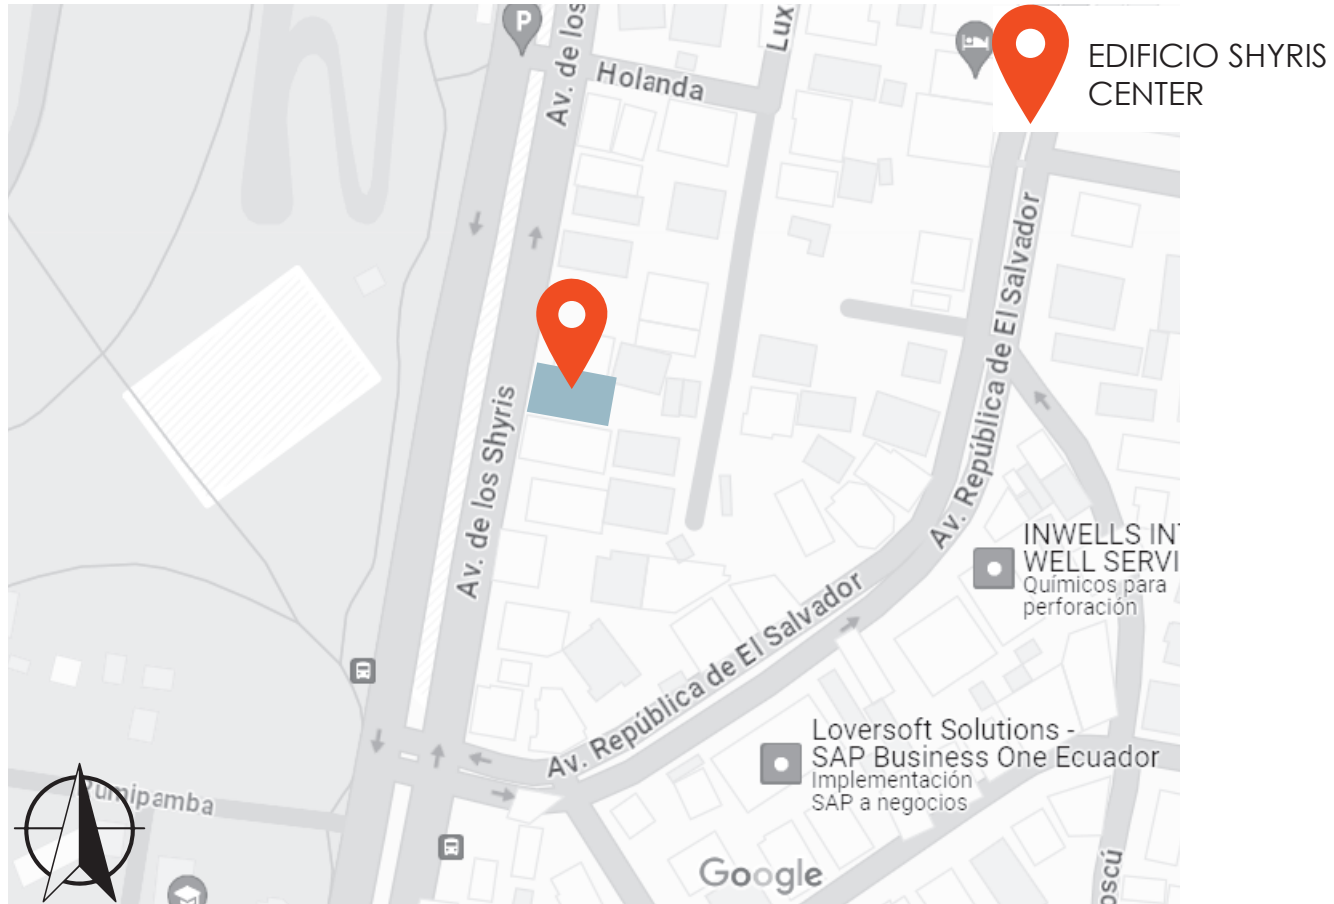 P
Av. de los
Lux
Holanda
EDIFICIO SHYRIS
CENTER
Av. República de El Salvador
Av. de los Shyris
INWELLS INT
WELL SERVI
Químicos para
perforación
Av. República de El Salvador
Loversoft Solutions -
SAP Business One Ecuador
Implementación
SAP a negocios
Rumipamba
Google
oscú